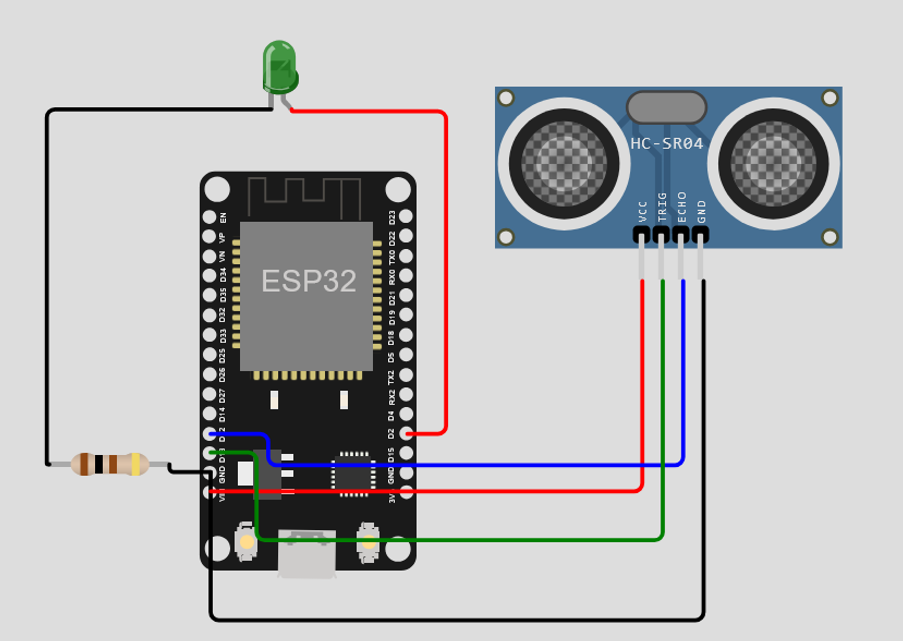 HC-SR04
VCC
TRIG
ECHO
GND
ESP32
EN
VP
VN
D34
D35
D32
D33
D25
D26
D27
D14
D12
D13
GND
VIN
D23
D22
TX0
RX0
D21
D19
D18
D5
TX2
RX2
D4
D2
D15
GND
3V